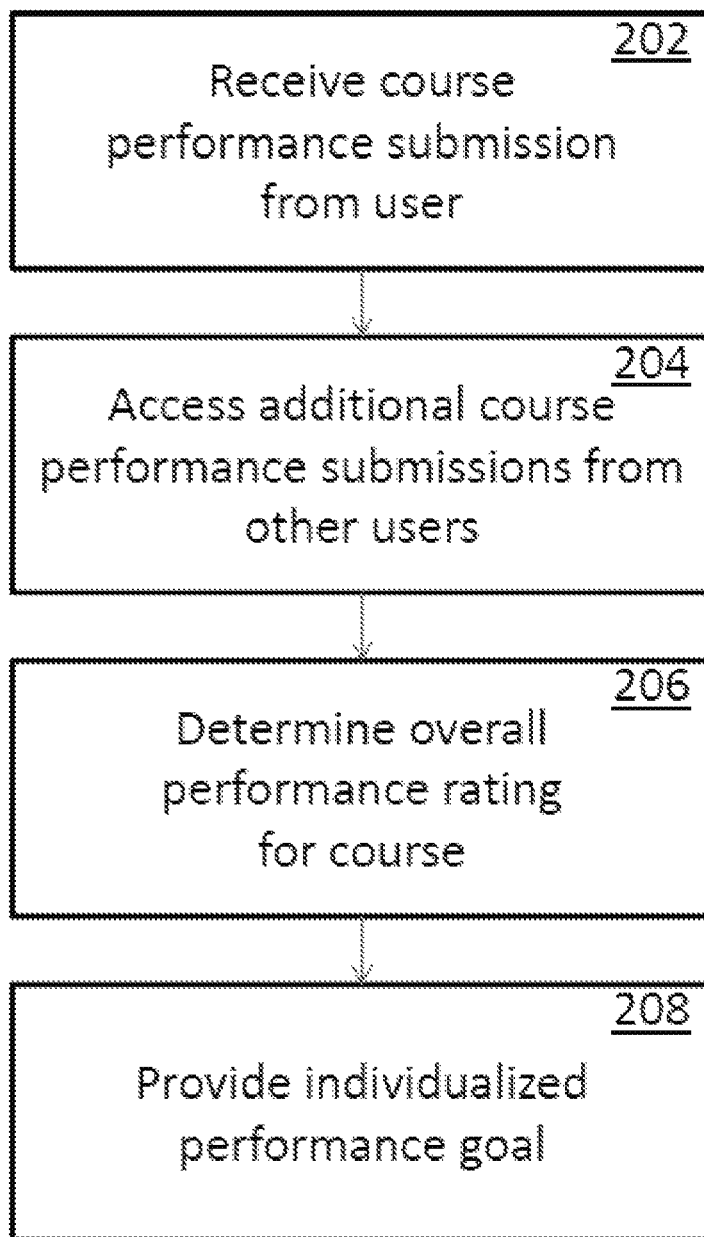 202
Receive course
performance submission
from user
204
Access additional course
performance submissions from
other users
206
Determine overall
performance rating
for course
208
Provide individualized
performance goal